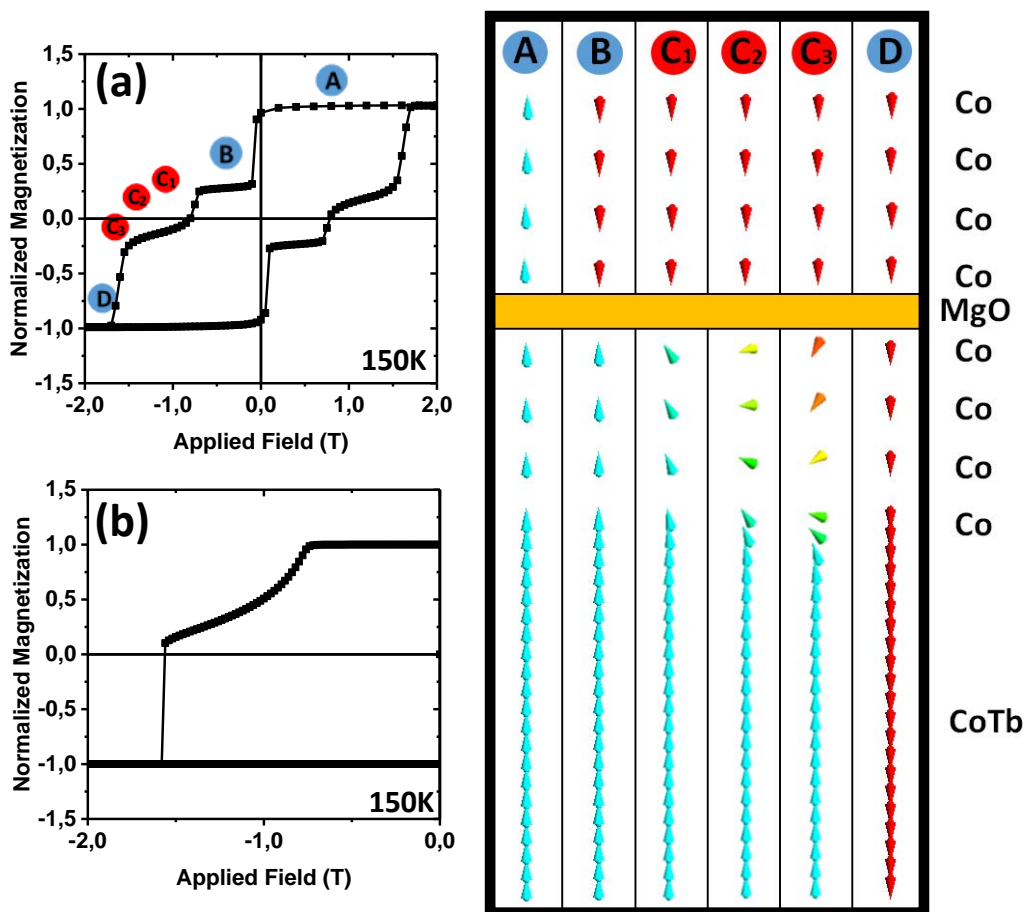 (a)
A
B
C₁
C₂
C₃
D
1,5
1,0
0,5
0,0
-0,5
-1,0
-1,5
-2,0 -1,0 0,0 1,0 2,0
150K
Normalized Magnetization
Applied Field (T)
(b)
1,5
1,0
0,5
0,0
-0,5
-1,0
-1,5
-2,0 -1,0 0,0
150K
Normalized Magnetization
Applied Field (T)
A B C₁ C₂ C₃ D
Co
Co
Co
Co
MgO
Co
Co
Co
Co
CoTb